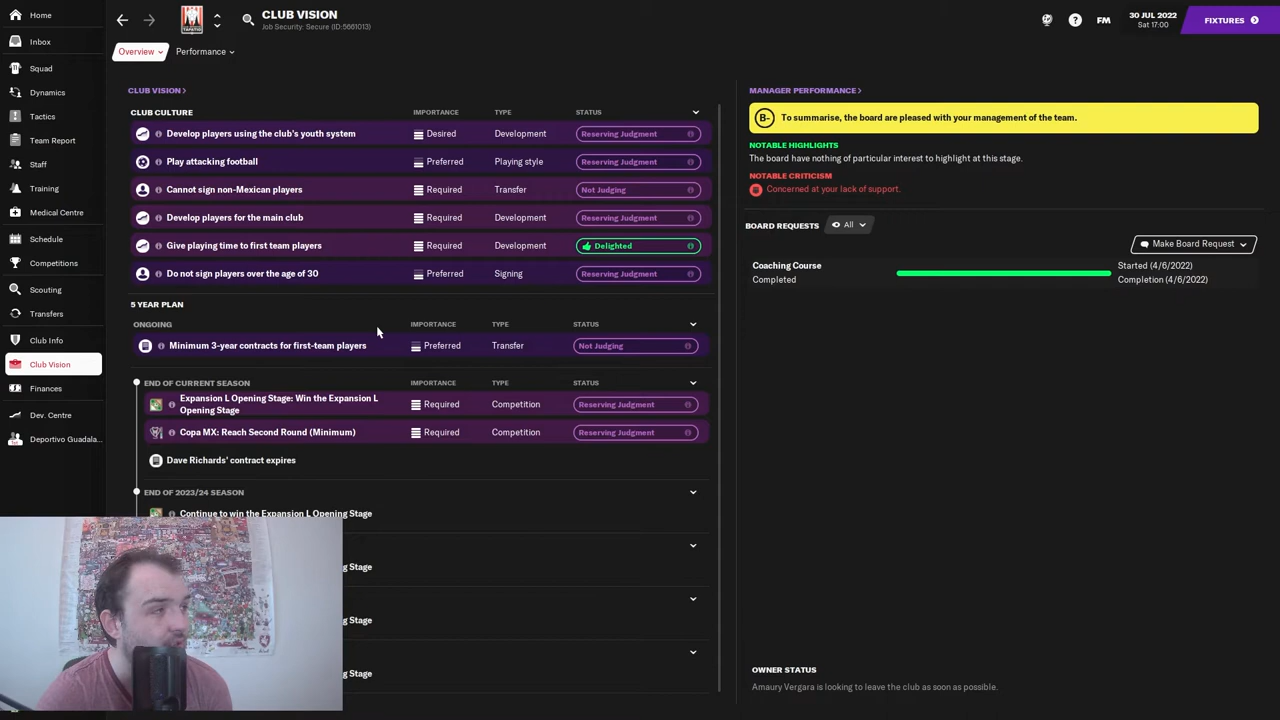 Home
Inbox
Squad
Dynamics
Tactics
Team Report
Staff
Training
Medical Centre
Schedule
Competitions
Scouting
Transfers
Club Info
Club Vision
Finances
Dev. Centre
Deportivo Guadala...
CLUB VISION
Job Security: Secure (ID:5661013)
FM
30 JUL 2022
Sat 17:00
FIXTURES
Overview
Performance
CLUB VISION
CLUB CULTURE IMPORTANCE TYPE STATUS
Develop players using the club's youth system Desired Development Reserving Judgment
Play attacking football Preferred Playing style Reserving Judgment
Cannot sign non-Mexican players Required Transfer Not Judging
Develop players for the main club Required Development Reserving Judgment
Give playing time to first team players Required Development Delighted
Do not sign players over the age of 30 Preferred Signing Reserving Judgment
5 YEAR PLAN
ONGOING IMPORTANCE TYPE STATUS
Minimum 3-year contracts for first-team players Preferred Transfer Not Judging
END OF CURRENT SEASON IMPORTANCE TYPE STATUS
Expansion L Opening Stage: Win the Expansion L
Opening Stage Required Competition Reserving Judgment
Copa MX: Reach Second Round (Minimum) Required Competition Reserving Judgment
Dave Richards' contract expires
END OF 2023/24 SEASON
Continue to win the Expansion L Opening Stage
g Stage
g Stage
g Stage
MANAGER PERFORMANCE
B- To summarise, the board are pleased with your management of the team.
NOTABLE HIGHLIGHTS
The board have nothing of particular interest to highlight at this stage.
NOTABLE CRITICISM
Concerned at your lack of support.
BOARD REQUESTS All
Make Board Request
Coaching Course Started (4/6/2022)
Completed Completion (4/6/2022)
OWNER STATUS
Amaury Vergara is looking to leave the club as soon as possible.